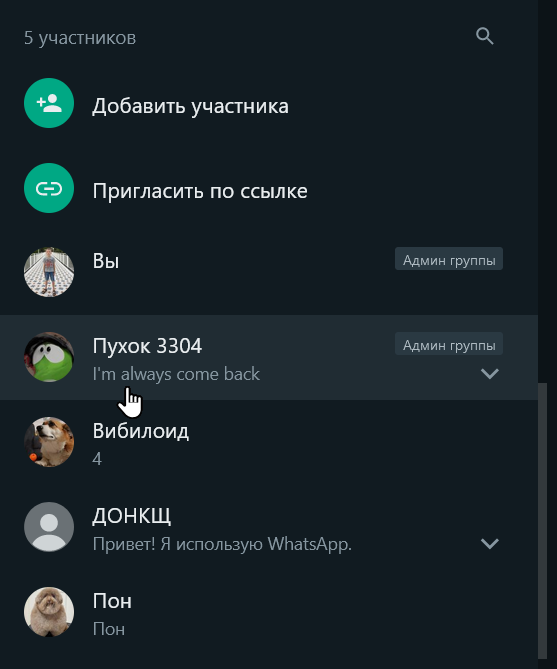 5 участников
Добавить участника
Пригласить по ссылке
Вы
Админ группы
Пухок 3304
Админ группы
I'm always come back
Вибилоид
4
ДОНКЩ
Привет! Я использую WhatsApp.
Пон
Пон